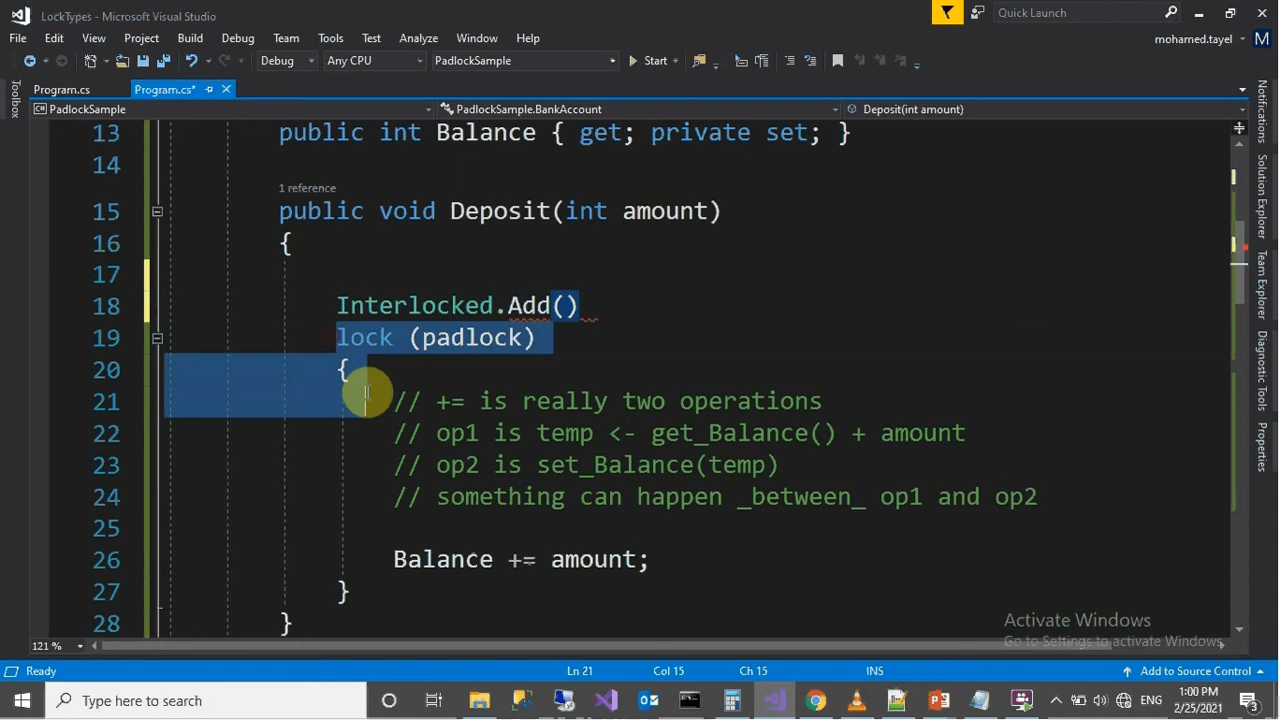 LockTypes - Microsoft Visual Studio
Quick Launch
File Edit View Project Build Debug Team Tools Test Analyze Window Help
mohamed.tayel M
Debug Any CPU PadlockSample Start
Program.cs Program.cs*
PadlockSample PadlockSample.BankAccount Deposit(int amount)
Toolbox
Notifications Solution Explorer Team Explorer Properties
13 public int Balance { get; private set; }
14
1 reference
15 public void Deposit(int amount)
16 {
17
18 Interlocked.Add()
19 lock (padlock)
20 {
21 // += is really two operations
22 // op1 is temp <- get_Balance() + amount
23 // op2 is set_Balance(temp)
24 // something can happen _between_ op1 and op2
25
26 Balance += amount;
27 }
28 }
Activate Windows
Go to Settings to activate Windows.
121 %
Ready Ln 21 Col 15 Ch 15 INS Add to Source Control
Type here to search
ENG 1:00 PM
2/25/2021
3